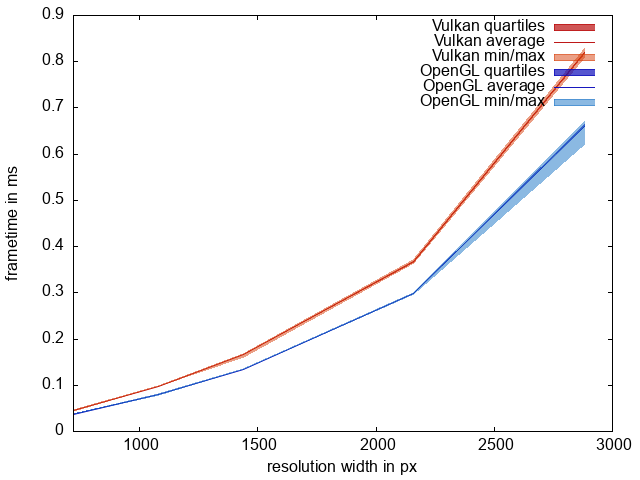 0.9
0.8
0.7
0.6
0.5
0.4
0.3
0.2
0.1
0
1000 1500 2000 2500 3000
frametime in ms
resolution width in px
Vulkan quartiles
Vulkan average
Vulkan min/max
OpenGL quartiles
OpenGL average
OpenGL min/max